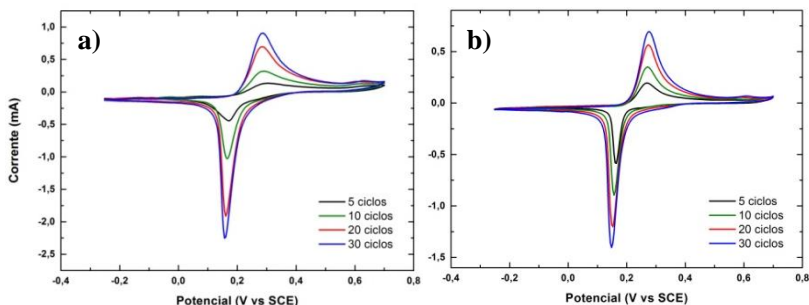 a)
Corrente (mA)
1,0
0,5
0,0
-0,5
-1,0
-1,5
-2,0
-2,5
5 ciclos
10 ciclos
20 ciclos
30 ciclos
-0,4 -0,2 0,0 0,2 0,4 0,6 0,8
Potencial (V vs SCE)
b)
0,5
0,0
-0,5
-1,0
-1,5
5 ciclos
10 ciclos
20 ciclos
30 ciclos
-0,4 -0,2 0,0 0,2 0,4 0,6 0,8
Potencial (V vs SCE)